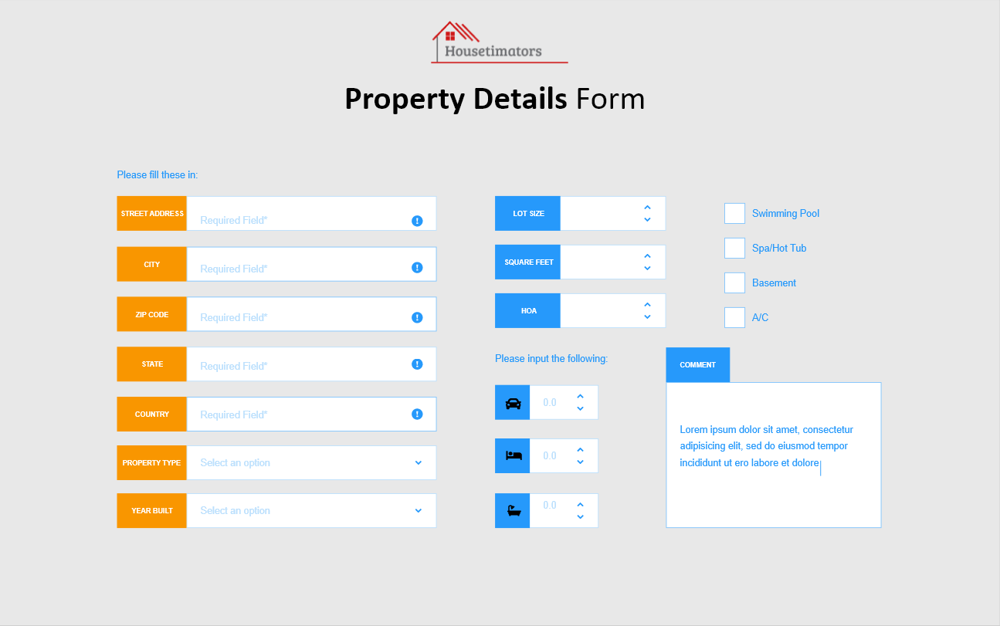 Housetimators
Property Details Form
Please fill these in:
STREET ADDRESS
Required Field*
CITY
Required Field*
ZIP CODE
Required Field*
STATE
Required Field*
COUNTRY
Required Field*
PROPERTY TYPE
Select an option
YEAR BUILT
Select an option
LOT SIZE
SQUARE FEET
HOA
Swimming Pool
Spa/Hot Tub
Basement
A/C
Please input the following:
0.0
0.0
0.0
COMMENT
Lorem ipsum dolor sit amet, consectetur
adipisicing elit, sed do eiusmod tempor
incididunt ut ero labore et dolore